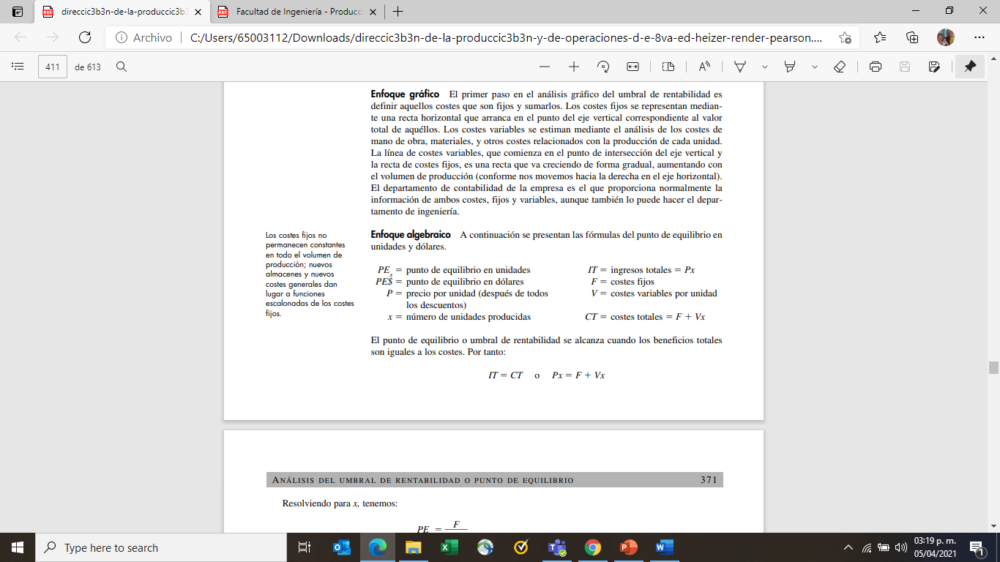 direccic3b3n-de-la-produccic3b3
Facultad de Ingeniería - Producc
Archivo
C:/Users/65003112/Downloads/direccic3b3n-de-la-produccic3b3n-y-de-operaciones-d-e-8va-ed-heizer-render-pearson....
411 de 613
Enfoque gráfico El primer paso en el análisis gráfico del umbral de rentabilidad es
definir aquellos costes que son fijos y sumarlos. Los costes fijos se representan median-
te una recta horizontal que arranca en el punto del eje vertical correspondiente al valor
total de aquéllos. Los costes variables se estiman mediante el análisis de los costes de
mano de obra, materiales, y otros costes relacionados con la producción de cada unidad.
La línea de costes variables, que comienza en el punto de intersección del eje vertical y
la recta de costes fijos, es una recta que va creciendo de forma gradual, aumentando con
el volumen de producción (conforme nos movemos hacia la derecha en el eje horizontal).
El departamento de contabilidad de la empresa es el que proporciona normalmente la
información de ambos costes, fijos y variables, aunque también lo puede hacer el depar-
tamento de ingeniería.
Los costes fijos no
permanecen constantes
en todo el volumen de
producción; nuevos
almacenes y nuevos
costes generales dan
lugar a funciones
escalonadas de los costes
fijos.
Enfoque algebraico A continuación se presentan las fórmulas del punto de equilibrio en
unidades y dólares.
PEx = punto de equilibrio en unidades
PE$ = punto de equilibrio en dólares
P = precio por unidad (después de todos
los descuentos)
x = número de unidades producidas
IT = ingresos totales = Px
F = costes fijos
V = costes variables por unidad
CT = costes totales = F + Vx
El punto de equilibrio o umbral de rentabilidad se alcanza cuando los beneficios totales
son iguales a los costes. Por tanto:
IT = CT o Px = F + Vx
ANÁLISIS DEL UMBRAL DE RENTABILIDAD O PUNTO DE EQUILIBRIO 371
Resolviendo para x, tenemos:
PE = F
Type here to search
03:19 p. m.
05/04/2021
1